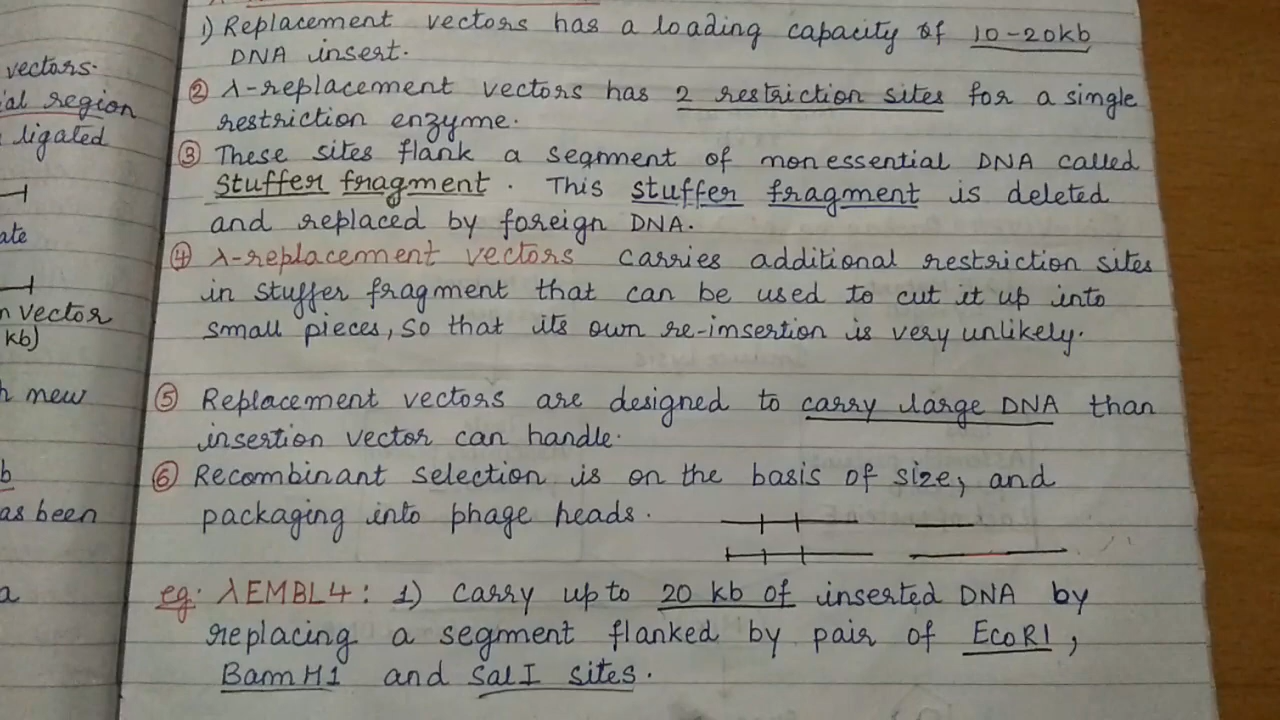 vectors.
al region
ligated
ate
n vector
kb)
h new
b
as been
a
1) Replacement vectors has a loading capacity of 10-20kb
DNA insert.
② λ-replacement vectors has 2 restriction sites for a single
restriction enzyme.
③ These sites flank a segment of nonessential DNA called
stuffer fragment. This stuffer fragment is deleted
and replaced by foreign DNA.
④ λ-replacement vectors carries additional restriction sites
in stuffer fragment that can be used to cut it up into
small pieces, so that its own re-insertion is very unlikely.
⑤ Replacement vectors are designed to carry large DNA than
insertion vector can handle.
⑥ Recombinant selection is on the basis of size, and
packaging into phage heads.
eg: λEMBL4: 1) Carry up to 20 kb of inserted DNA by
replacing a segment flanked by pair of EcoR1,
BamH1 and SalI sites.